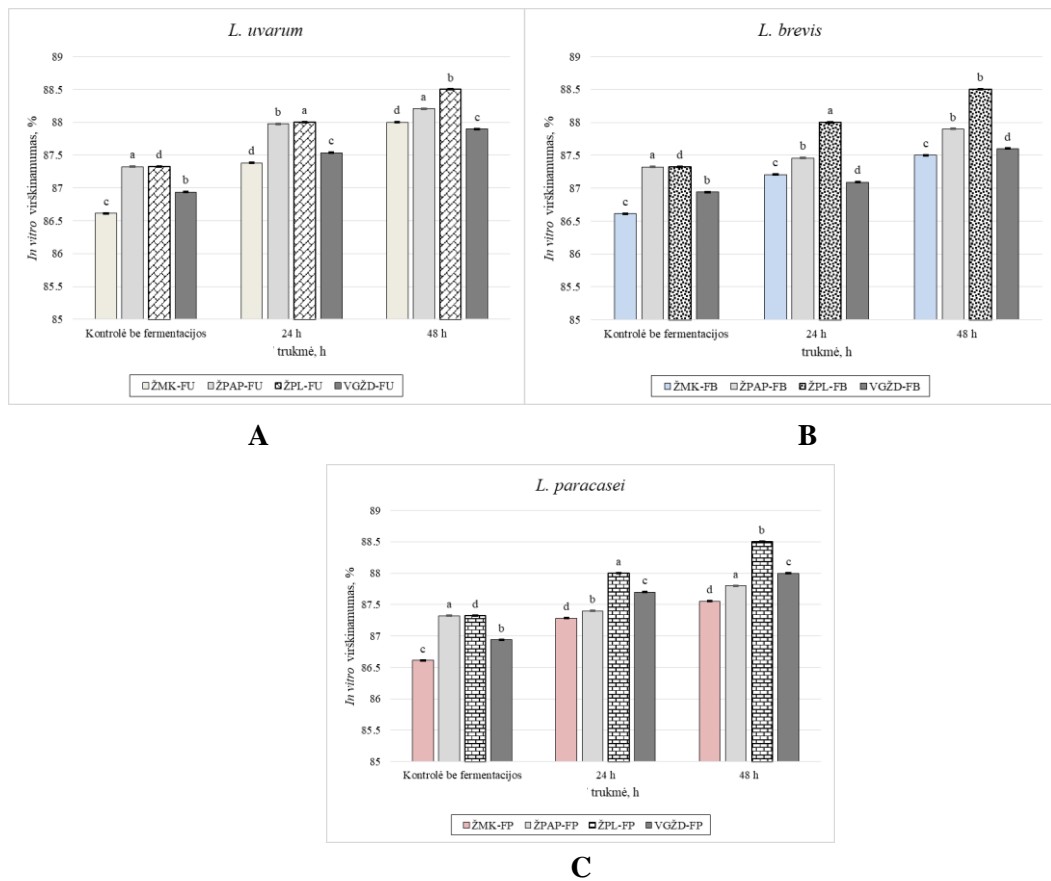 L. uvarum
In vitro virškinamumas, %
89
88.5
88
87.5
87
86.5
86
85.5
85
c a d b
d b a c
d a b c
Kontrolė be fermentacijos 24 h 48 h
trukmė, h
ŽMK-FU ŽPAP-FU ŽPL-FU VGŽD-FU
A
L. brevis
In vitro virškinamumas, %
89
88.5
88
87.5
87
86.5
86
85.5
85
c a d b
c b a d
c b b d
Kontrolė be fermentacijos 24 h 48 h
trukmė, h
ŽMK-FB ŽPAP-FB ŽPL-FB VGŽD-FB
B
L. paracasei
In vitro virškinamumas, %
89
88.5
88
87.5
87
86.5
86
85.5
85
c a d b
d b a c
d a b c
Kontrolė be fermentacijos 24 h 48 h
trukmė, h
ŽMK-FP ŽPAP-FP ŽPL-FP VGŽD-FP
C